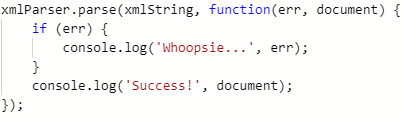 xmlParser.parse(xmlString, function(err, document) {
    if (err) {
        console.log('Whoopsie...', err);
    }
    console.log('Success!', document);
});